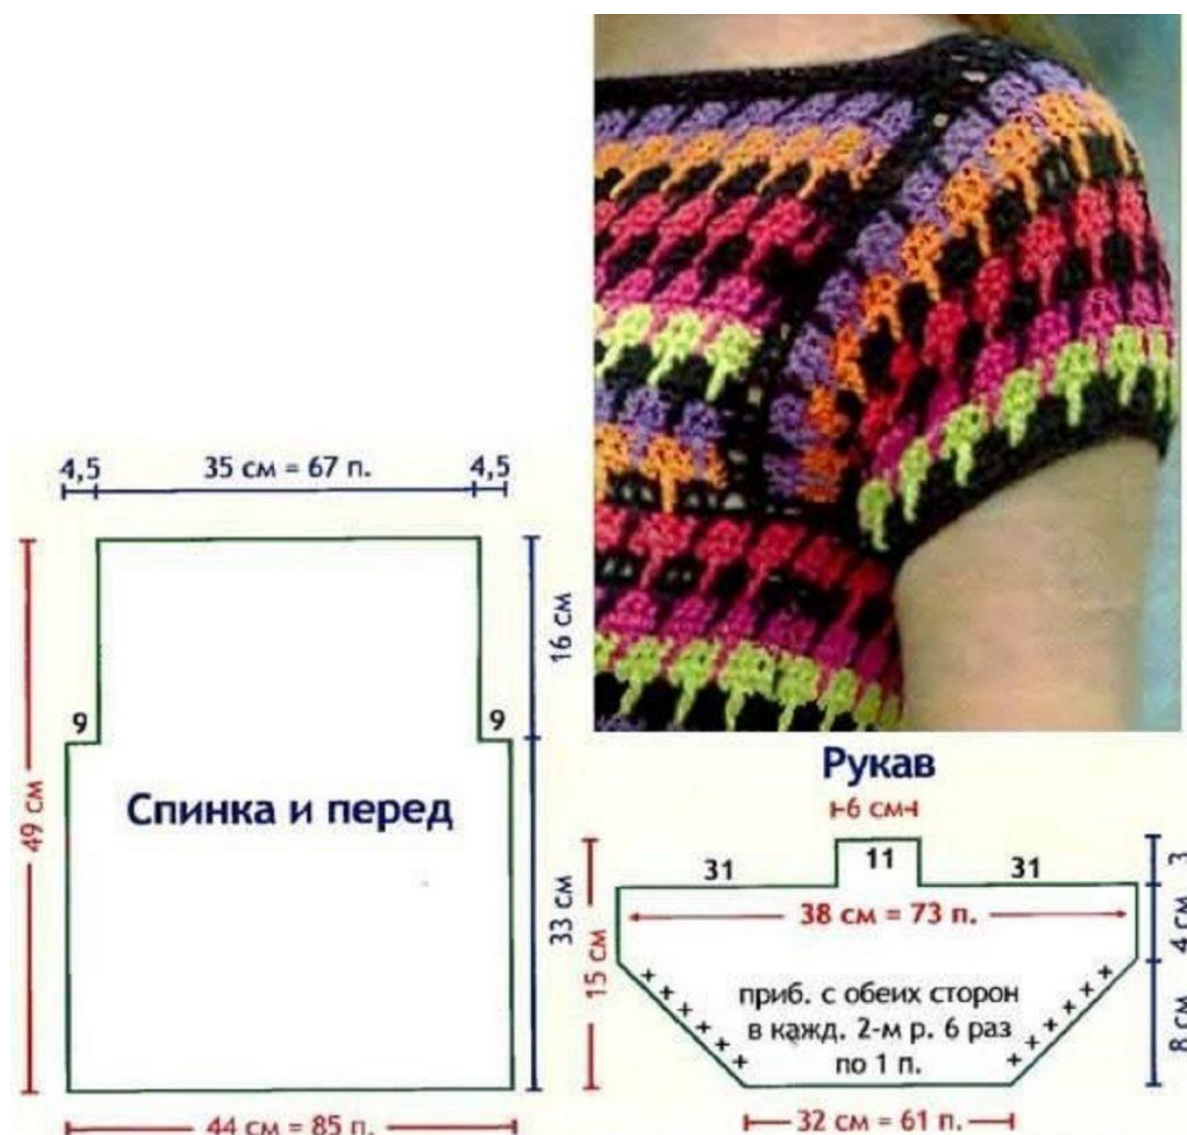 4,5 35 см = 67 п. 4,5
16 см
9 9
Спинка и перед
49 см
33 см
44 см = 85 п.
Рукав
6 см
31 11 31
3
38 см = 73 п.
4 см
15 см
приб. с обеих сторон
в кажд. 2-м р. 6 раз
по 1 п.
8 см
32 см = 61 п.